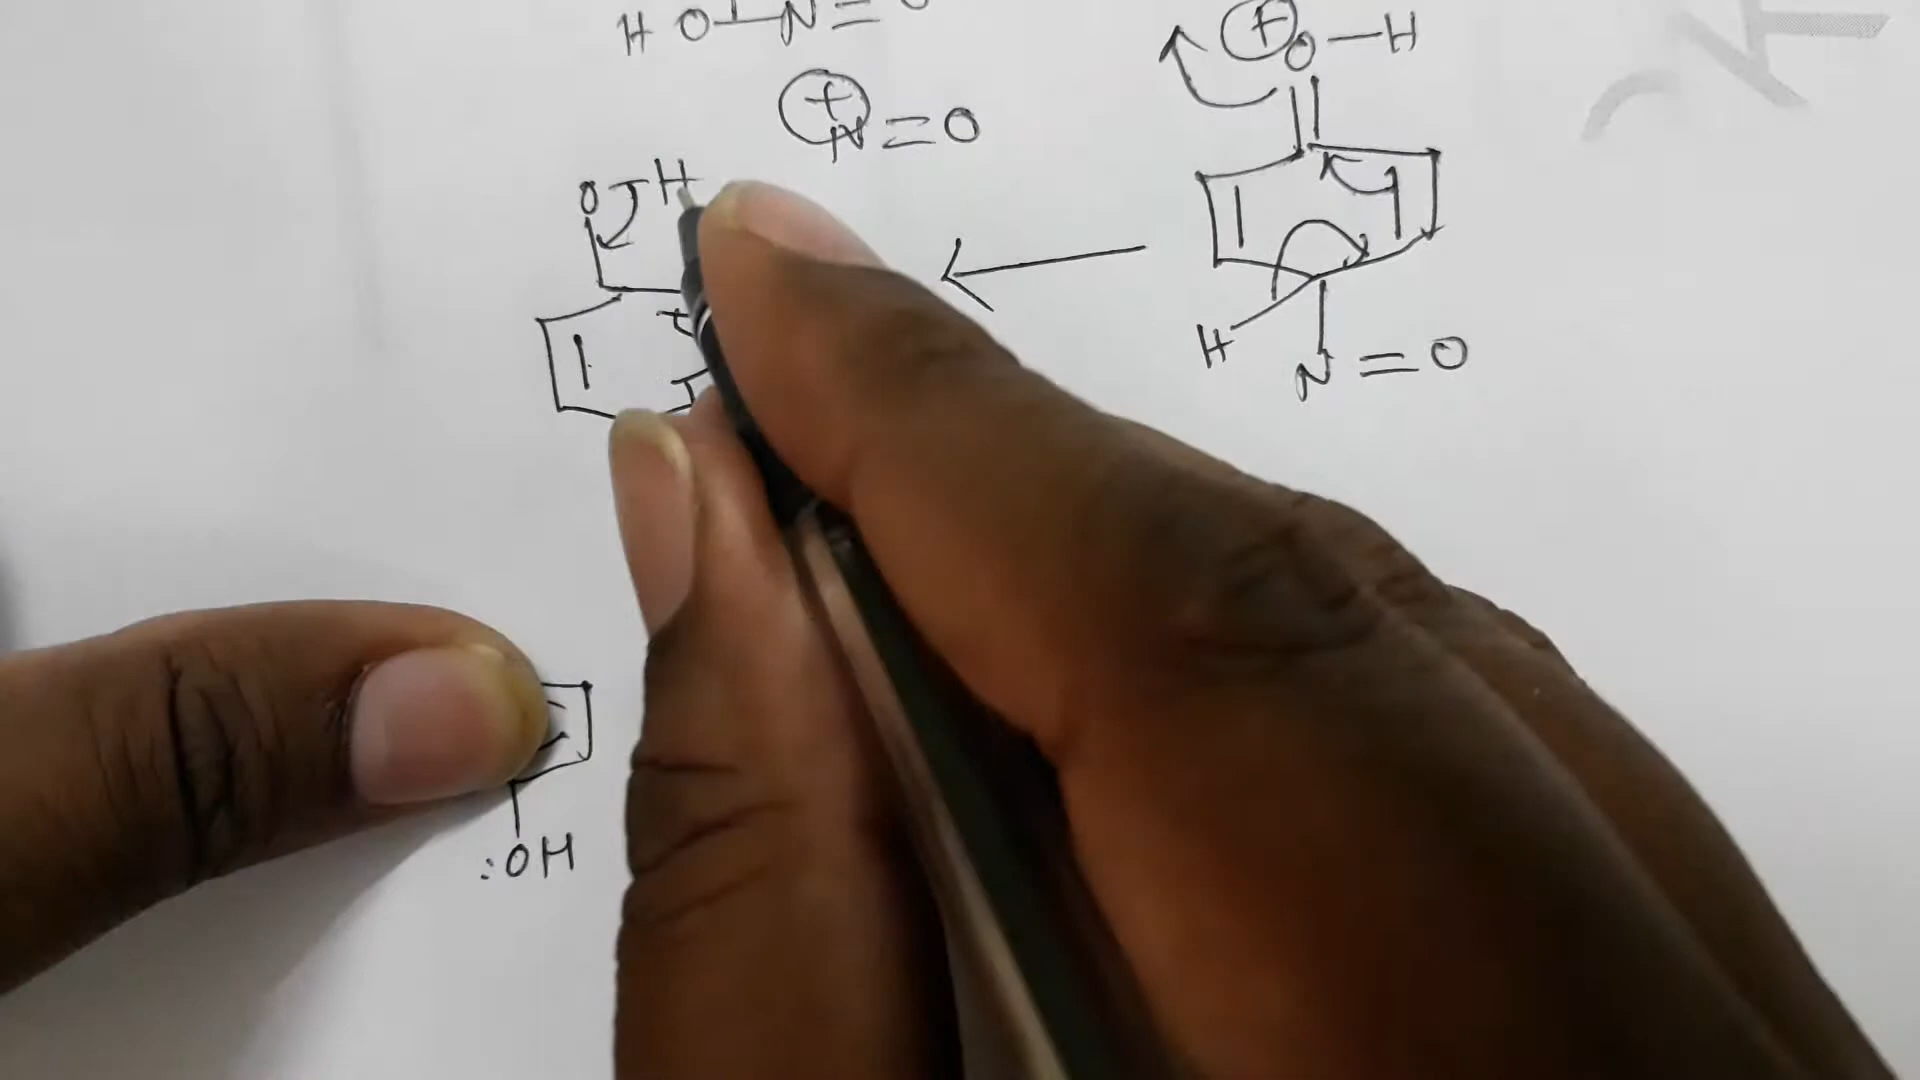 H O—N=O
⊕N=O
⊕O—H
O H
H
N=O
:OH